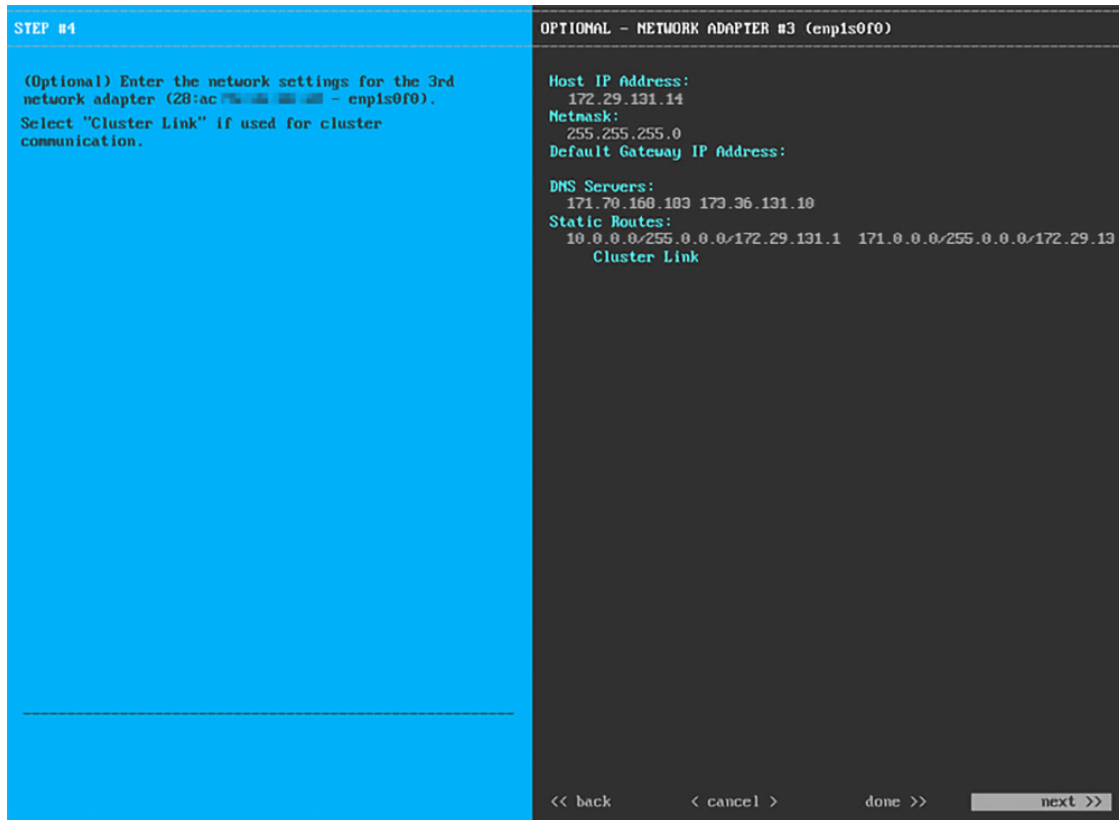 STEP #4
(Optional) Enter the network settings for the 3rd
network adapter (28:ac - enp1s0f0).
Select "Cluster Link" if used for cluster
communication.
OPTIONAL - NETWORK ADAPTER #3 (enp1s0f0)
Host IP Address:
172.29.131.14
Netmask:
255.255.255.0
Default Gateway IP Address:
DNS Servers:
171.70.168.183 173.36.131.10
Static Routes:
10.0.0.0/255.0.0.0/172.29.131.1 171.0.0.0/255.0.0.0/172.29.13
Cluster Link
<< back < cancel > done >> next >>